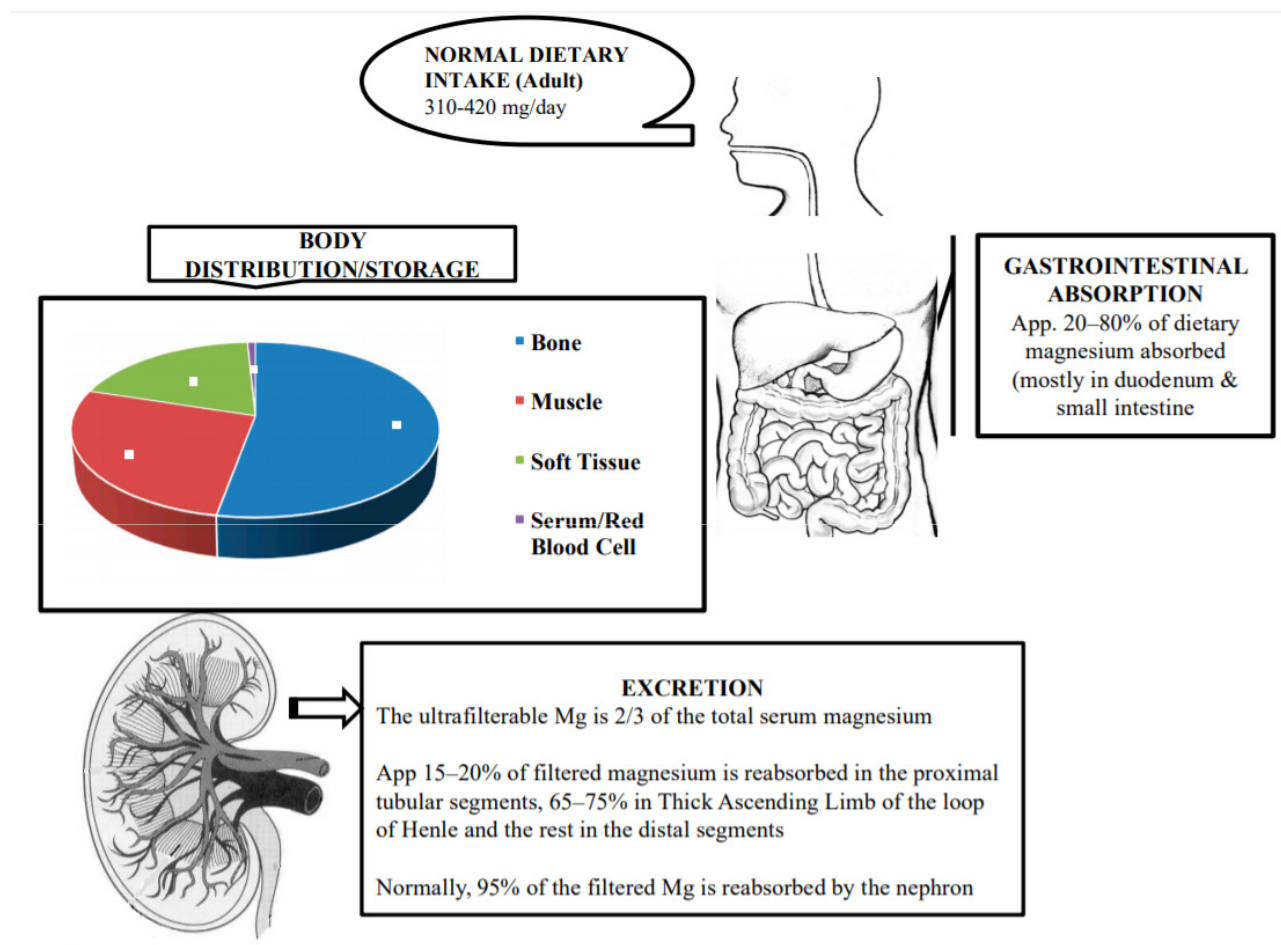 NORMAL DIETARY
INTAKE (Adult)
310-420 mg/day
BODY
DISTRIBUTION/STORAGE
Bone
Muscle
Soft Tissue
Serum/Red
Blood Cell
GASTROINTESTINAL
ABSORPTION
App. 20–80% of dietary
magnesium absorbed
(mostly in duodenum &
small intestine
EXCRETION
The ultrafilterable Mg is 2/3 of the total serum magnesium
App 15–20% of filtered magnesium is reabsorbed in the proximal
tubular segments, 65–75% in Thick Ascending Limb of the loop
of Henle and the rest in the distal segments
Normally, 95% of the filtered Mg is reabsorbed by the nephron